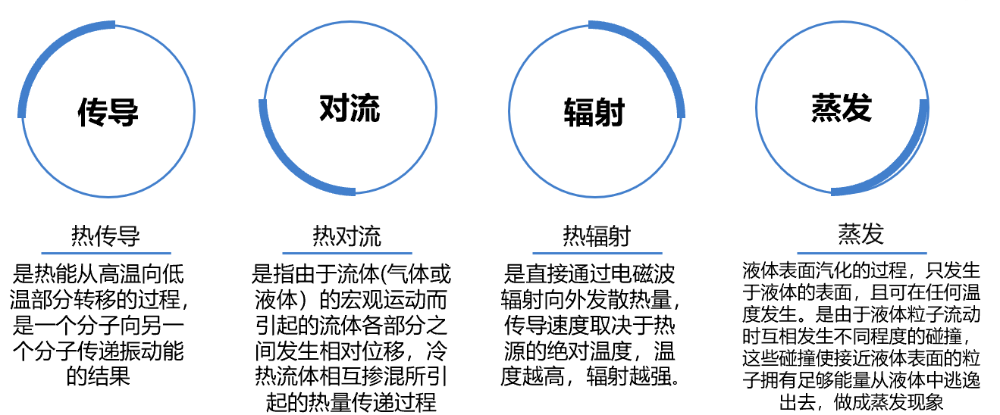 传导
对流
辐射
蒸发
热传导
是热能从高温向低
温部分转移的过程，
是一个分子向另一
个分子传递振动能
的结果
热对流
是指由于流体(气体或
液体）的宏观运动而
引起的流体各部分之
间发生相对位移，冷
热流体相互掺混所引
起的热量传递过程
热辐射
是直接通过电磁波
辐射向外发散热量，
传导速度取决于热
源的绝对温度，温
度越高，辐射越强。
蒸发
液体表面汽化的过程，只发生
于液体的表面，且可在任何温
度发生。是由于液体粒子流动
时互相发生不同程度的碰撞，
这些碰撞使接近液体表面的粒
子拥有足够能量从液体中逃逸
出去，做成蒸发现象